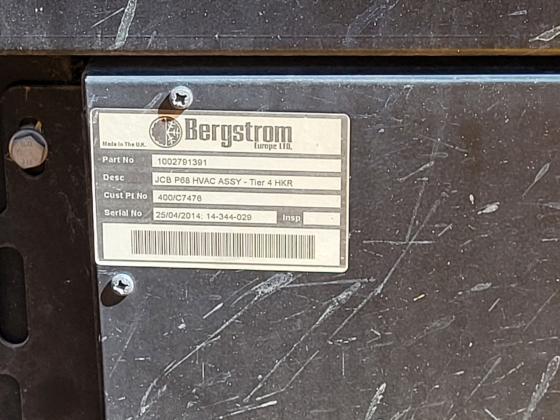 Bergstrom
Made In The U.K.
Europe LTD.
Part No 1002791391
Desc JCB P68 HVAC ASSY - Tier 4 HKR
Cust Pt No 400/C7476
Serial No 25/04/2014; 14-344-029 Insp